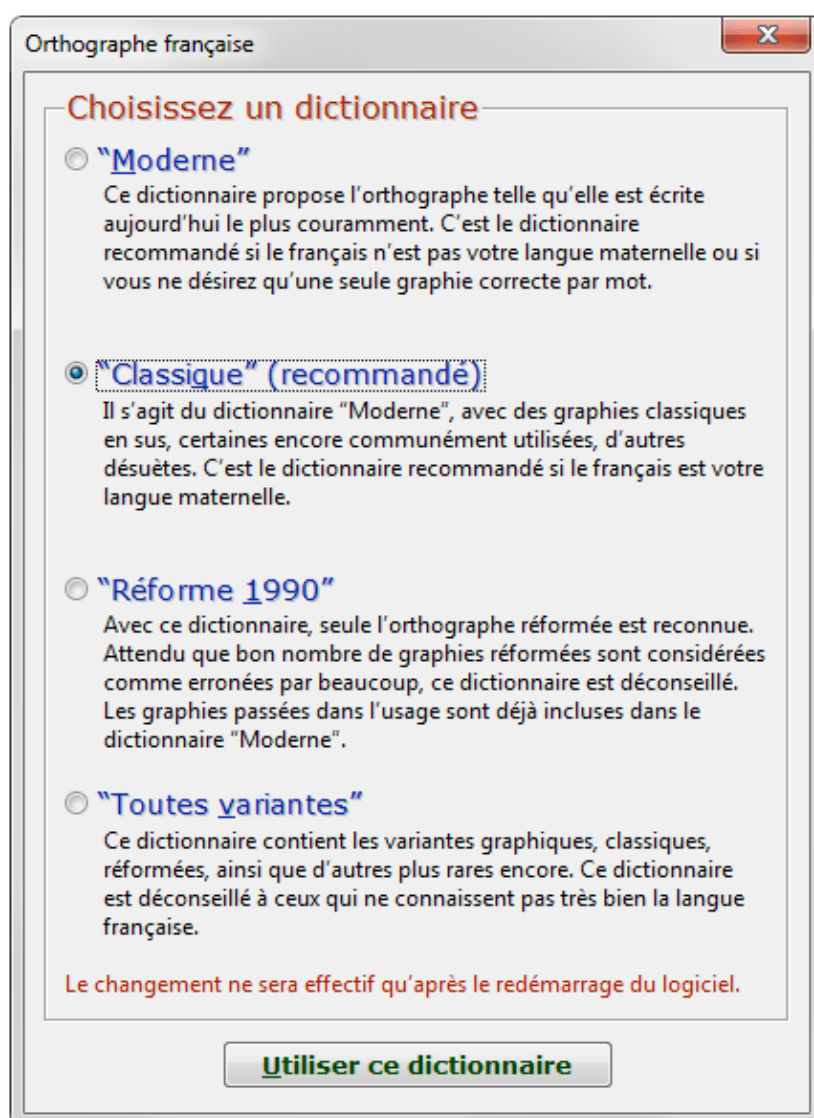 Orthographe française
Choisissez un dictionnaire
“Moderne”
Ce dictionnaire propose l’orthographe telle qu’elle est écrite
aujourd’hui le plus couramment. C’est le dictionnaire
recommandé si le français n’est pas votre langue maternelle ou si
vous ne désirez qu’une seule graphie correcte par mot.
“Classique” (recommandé)
Il s’agit du dictionnaire “Moderne”, avec des graphies classiques
en sus, certaines encore communément utilisées, d’autres
désuètes. C’est le dictionnaire recommandé si le français est votre
langue maternelle.
“Réforme 1990”
Avec ce dictionnaire, seule l’orthographe réformée est reconnue.
Attendu que bon nombre de graphies réformées sont considérées
comme erronées par beaucoup, ce dictionnaire est déconseillé.
Les graphies passées dans l’usage sont déjà incluses dans le
dictionnaire “Moderne”.
“Toutes variantes”
Ce dictionnaire contient les variantes graphiques, classiques,
réformées, ainsi que d’autres plus rares encore. Ce dictionnaire
est déconseillé à ceux qui ne connaissent pas très bien la langue
française.
Le changement ne sera effectif qu’après le redémarrage du logiciel.
Utiliser ce dictionnaire